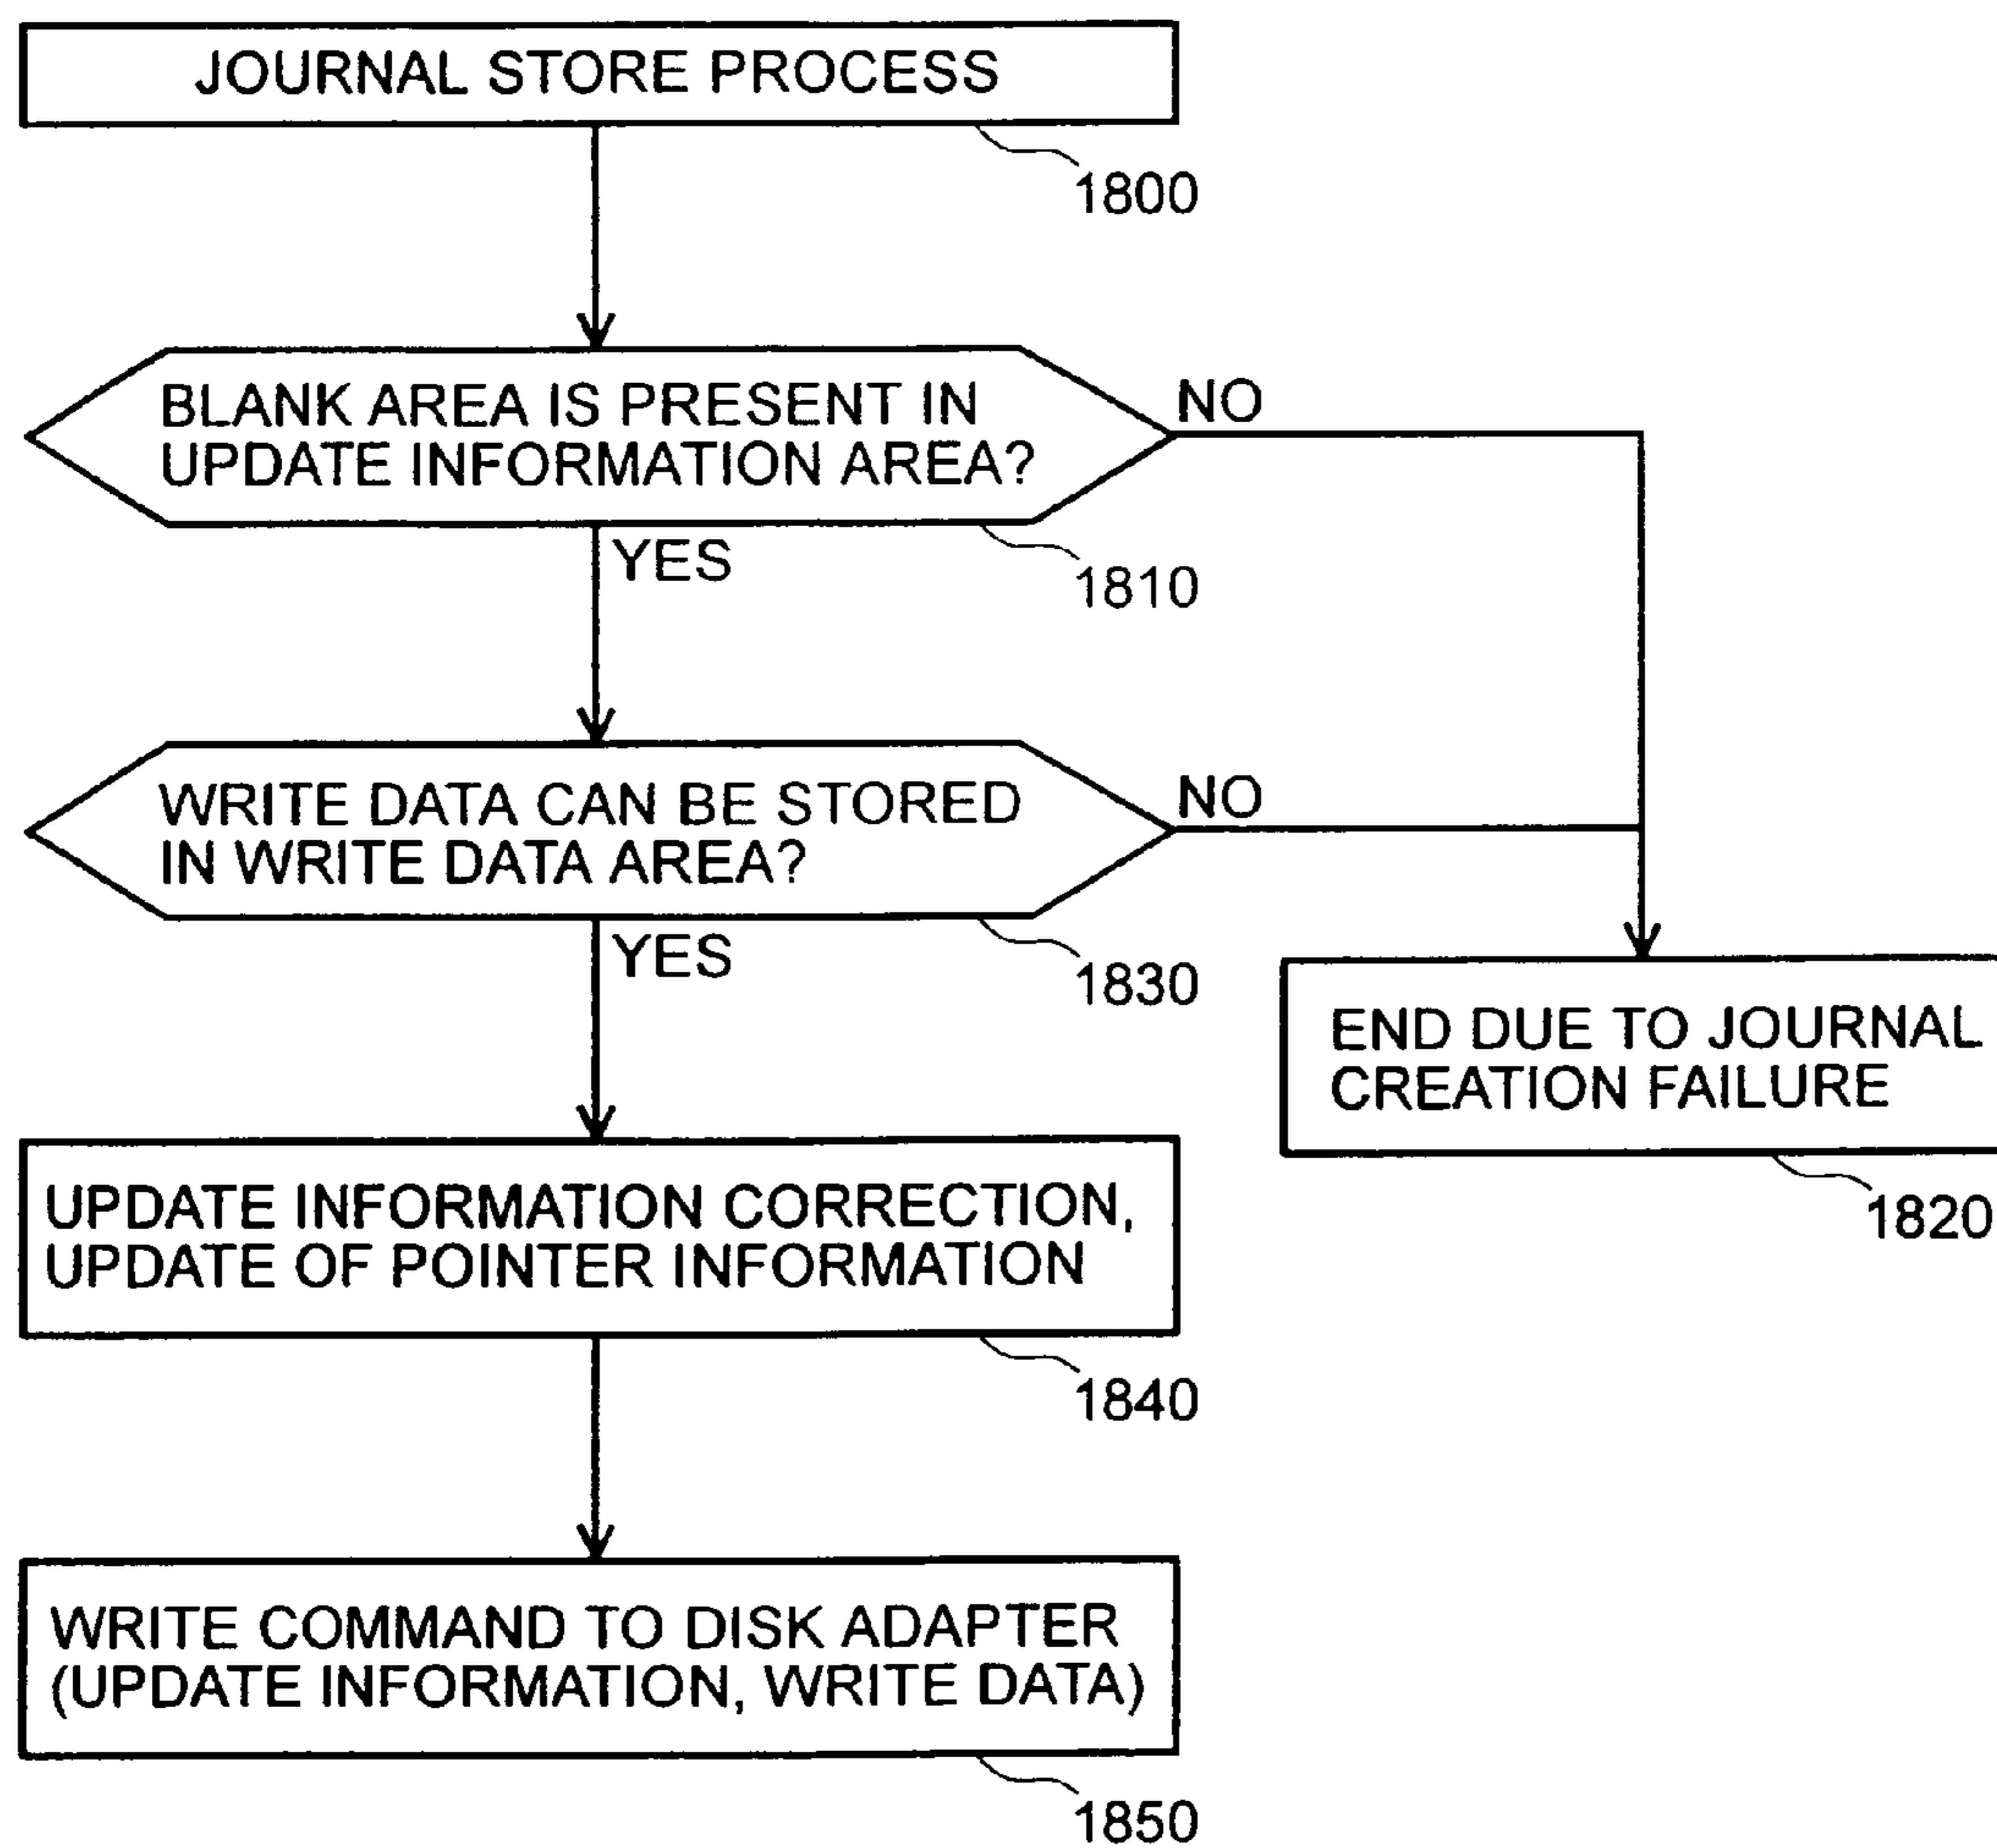 JOURNAL STORE PROCESS
1800
BLANK AREA IS PRESENT IN
UPDATE INFORMATION AREA?
NO
YES
1810
WRITE DATA CAN BE STORED
IN WRITE DATA AREA?
NO
YES
1830
END DUE TO JOURNAL
CREATION FAILURE
1820
UPDATE INFORMATION CORRECTION,
UPDATE OF POINTER INFORMATION
1840
WRITE COMMAND TO DISK ADAPTER
(UPDATE INFORMATION, WRITE DATA)
1850